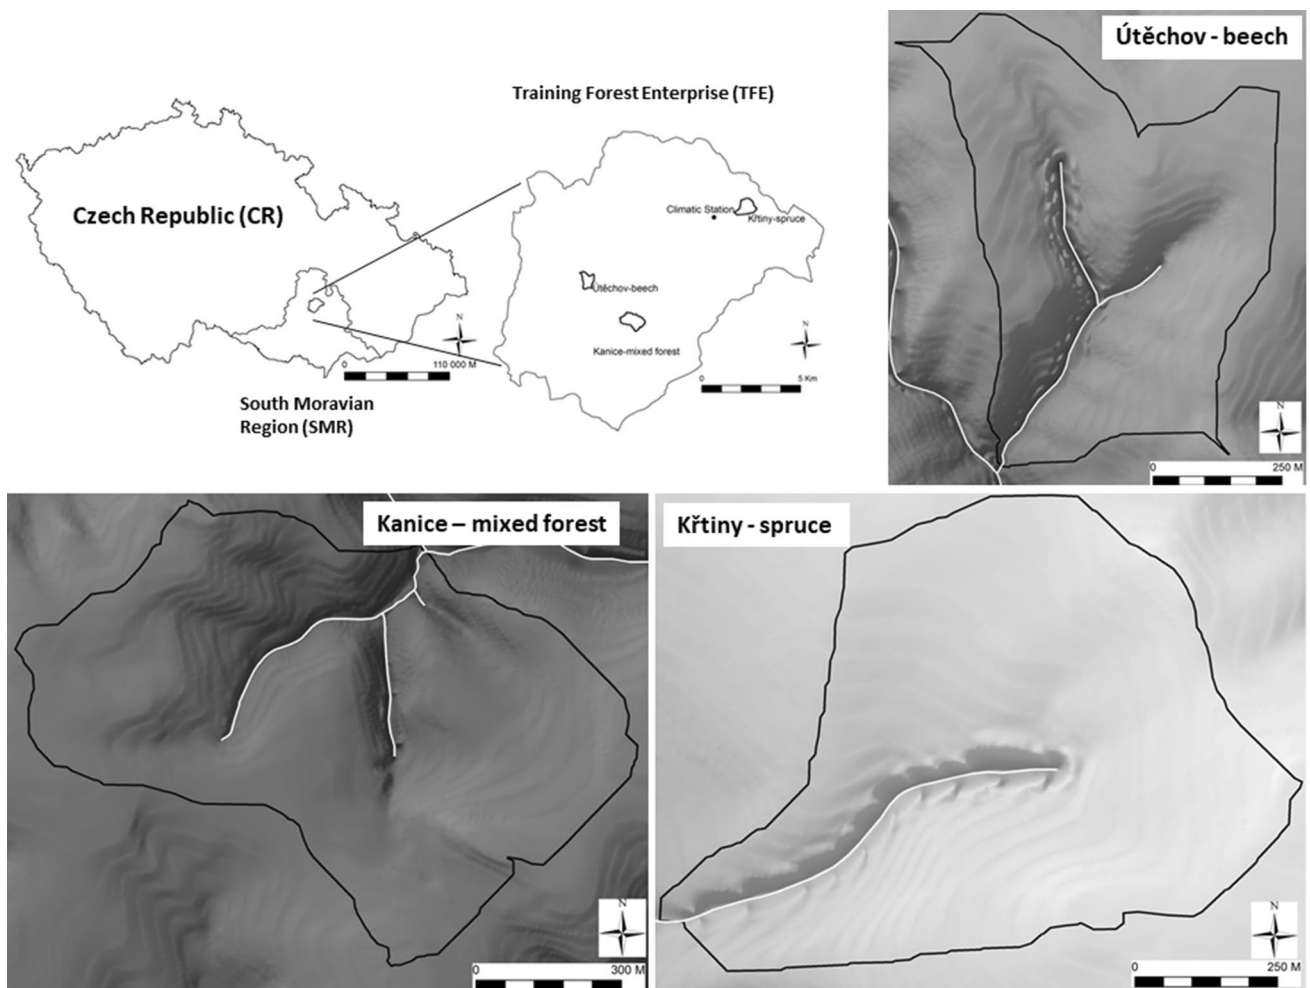 Útěchov - beech
Training Forest Enterprise (TFE)
Czech Republic (CR)
Climatic Station
Křtiny-spruce
Útěchov-beech
Kanice-mixed forest
N
N
0 110 000 M
0 5 Km
South Moravian
Region (SMR)
N
0 250 M
Kanice – mixed forest
N
0 300 M
Křtiny - spruce
N
0 250 M